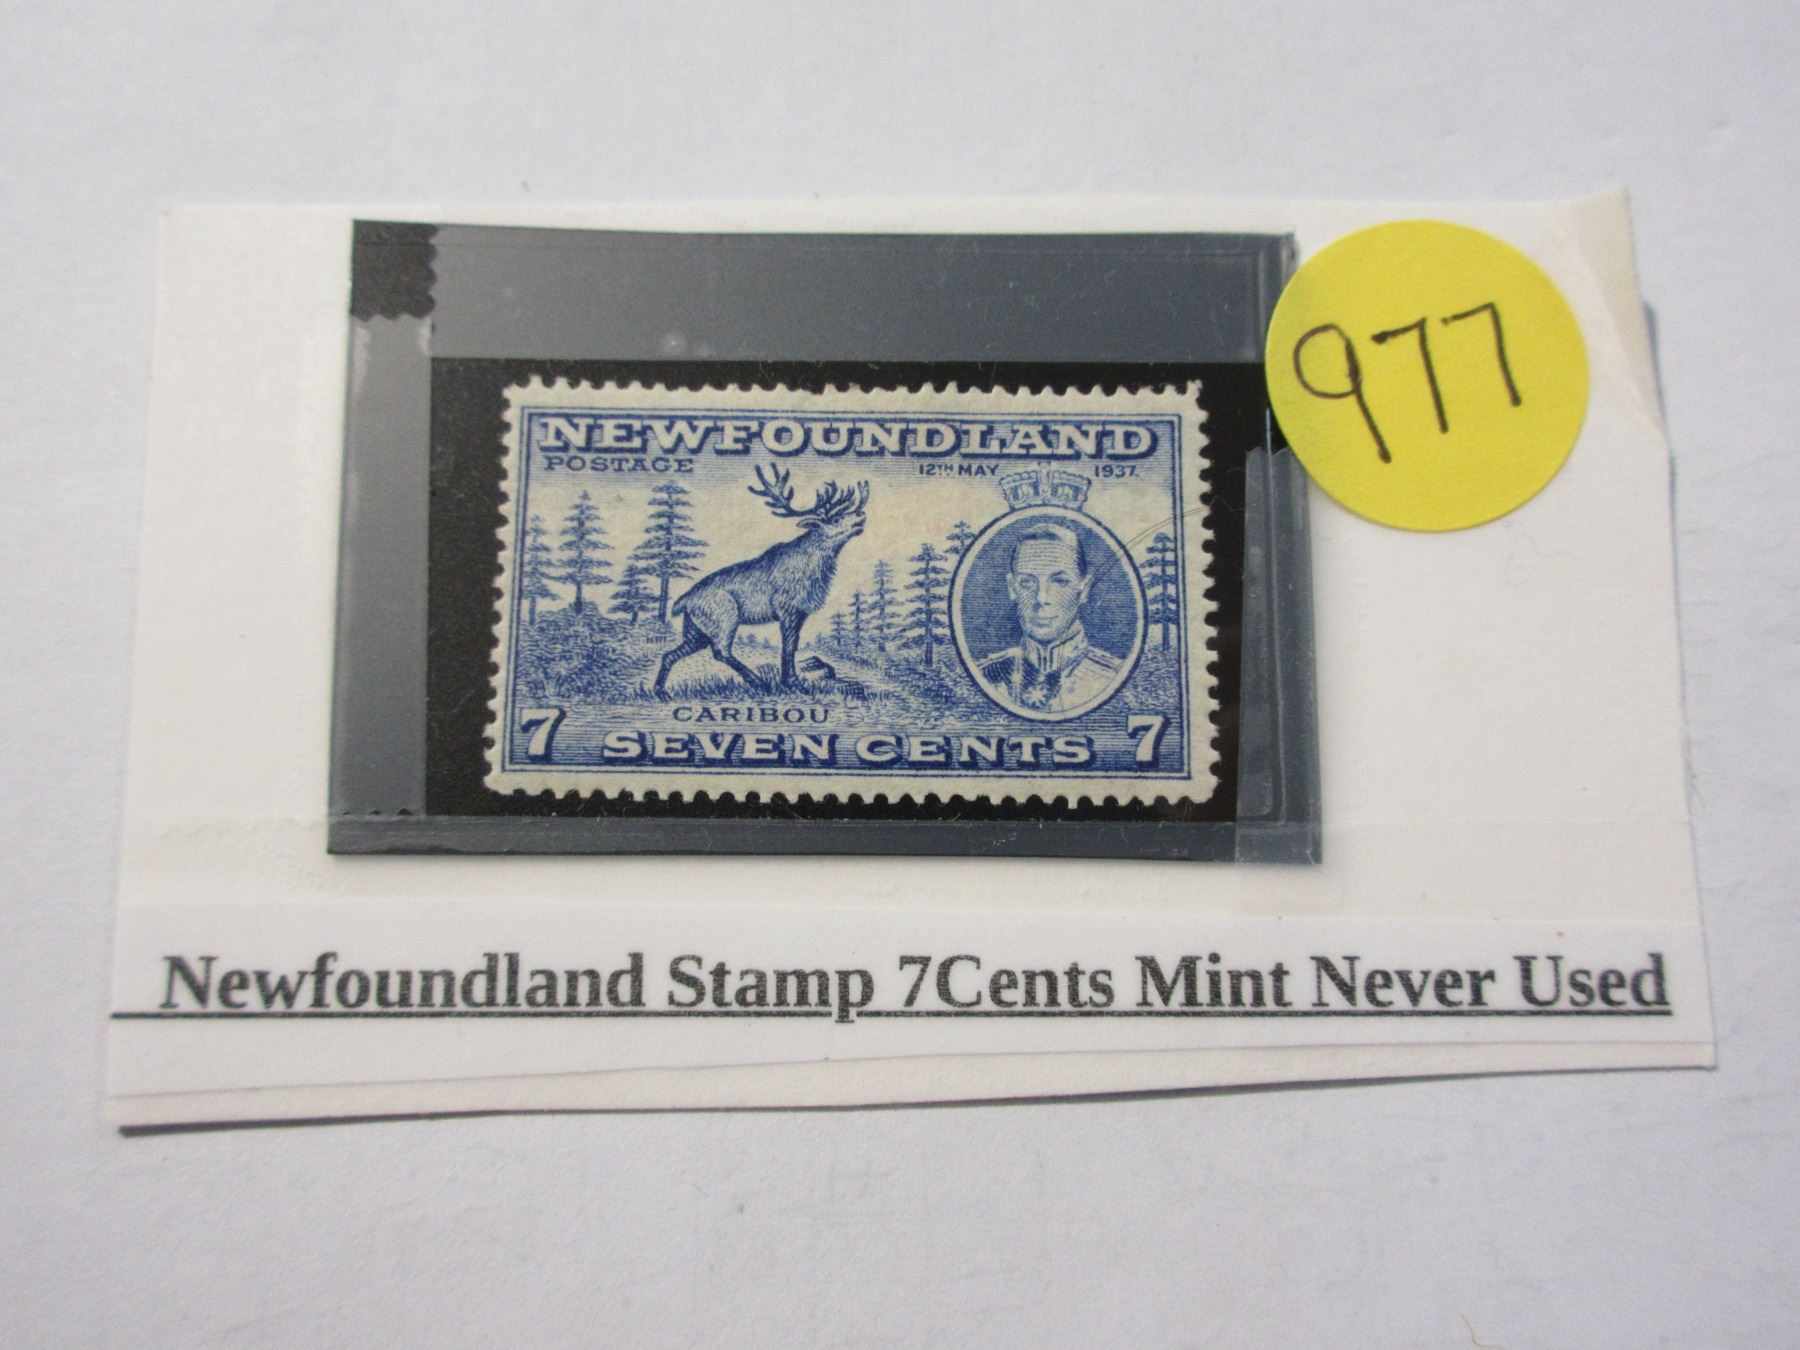 977
NEWFOUNDLAND
POSTAGE 12TH MAY 1937.
CARIBOU
7 SEVEN CENTS 7
Newfoundland Stamp 7Cents Mint Never Used